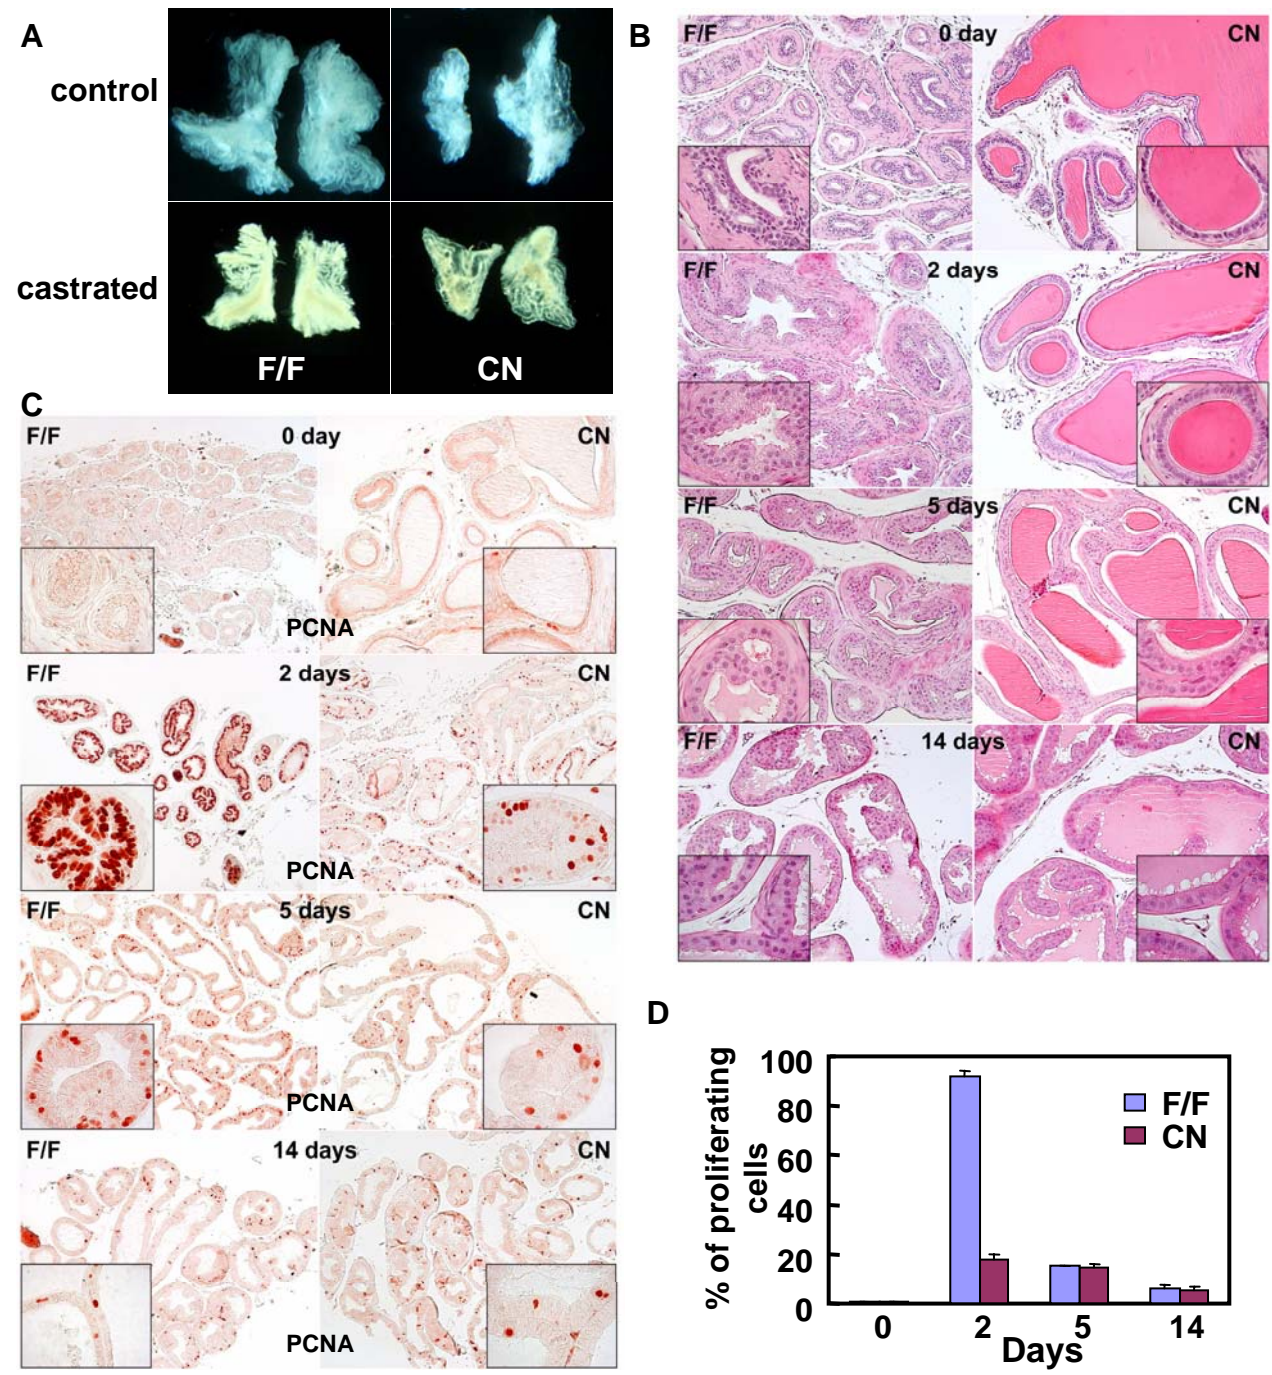 A
control
castrated
F/F
CN
B
F/F
0 day
CN
F/F
2 days
CN
F/F
5 days
CN
F/F
14 days
CN
C
F/F
0 day
CN
PCNA
F/F
2 days
CN
PCNA
F/F
5 days
CN
PCNA
F/F
14 days
CN
PCNA
D
% of proliferating
cells
100
80
60
40
20
0
F/F
CN
0
2
5
14
Days